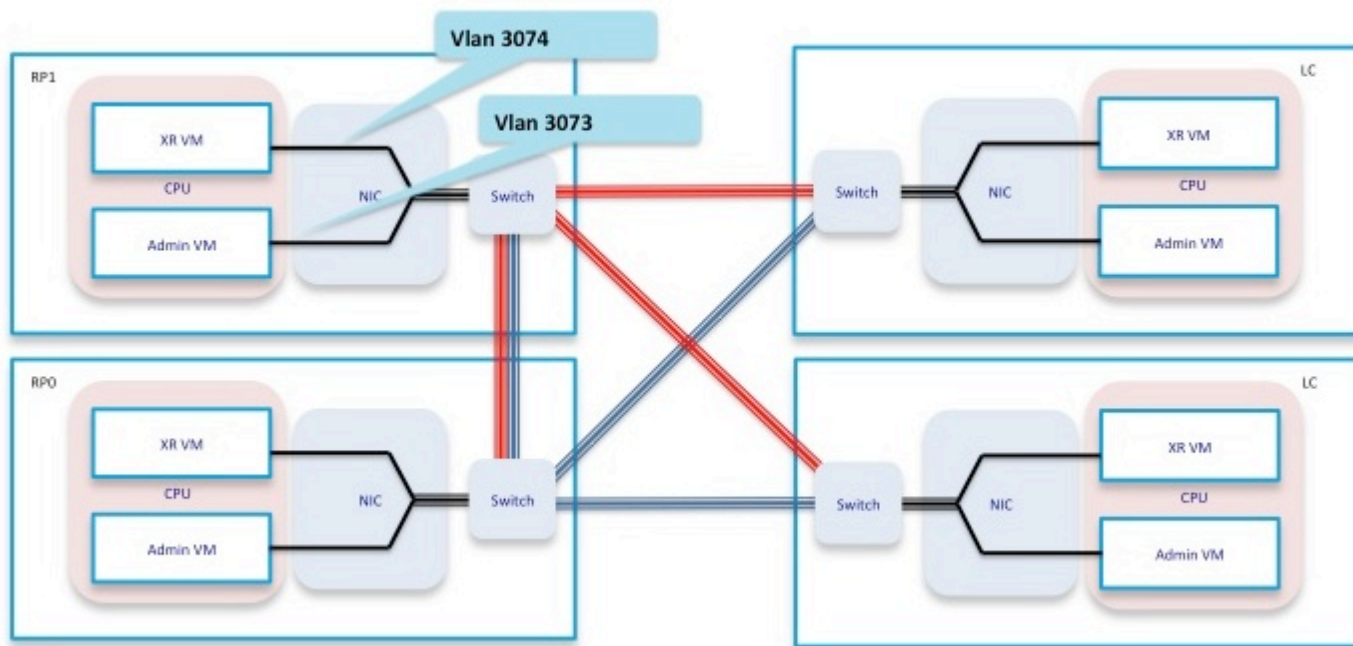 Vlan 3074
RP1
XR VM
CPU
Admin VM
NIC
Vlan 3073
Switch
LC
Switch
NIC
XR VM
CPU
Admin VM
RP0
XR VM
CPU
Admin VM
NIC
Switch
LC
Switch
NIC
XR VM
CPU
Admin VM